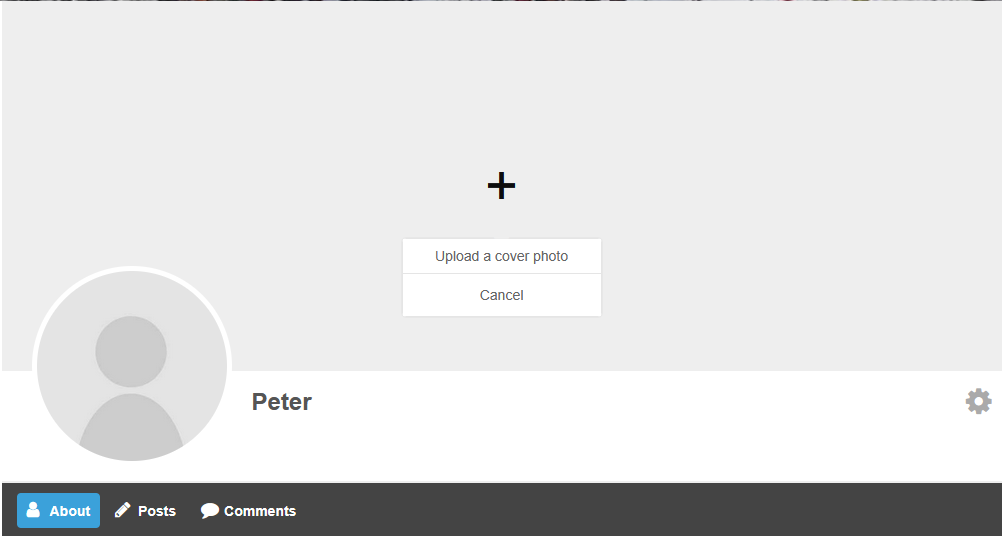 Upload a cover photo
Cancel
Peter
About Posts Comments